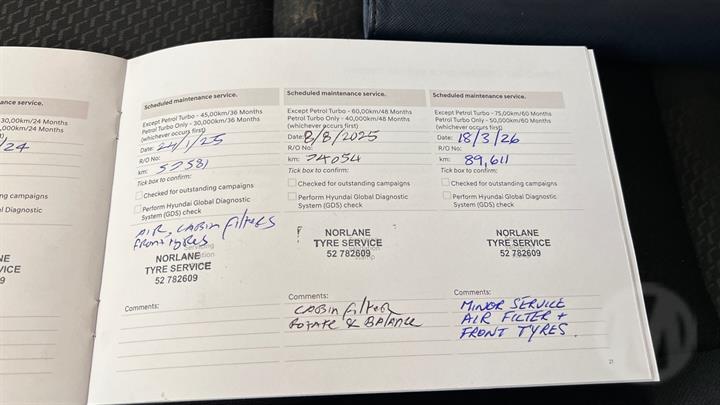 ance service.
30,00km/24 Months
,000km/24 Months
/24
ng campaigns
l Diagnostic
NE
VICE
9
Scheduled maintenance service.
Except Petrol Turbo - 45,00km/36 Months
Petrol Turbo Only - 30,000km/36 Months
(whichever occurs first)
Date: 24/1/25
R/O No:
km: 57581
Tick box to confirm:
Checked for outstanding campaigns
Perform Hyundai Global Diagnostic
System (GDS) check
AIR, CABIN FILTERS
FRONT TYRES
NORLANE
TYRE SERVICE
52 782609
Comments:
Scheduled maintenance service.
Except Petrol Turbo - 60,00km/48 Months
Petrol Turbo Only - 40,000km/48 Months
(whichever occurs first)
Date: 8/8/2025
R/O No:
km: 74054
Tick box to confirm:
Checked for outstanding campaigns
Perform Hyundai Global Diagnostic
System (GDS) check
NORLANE
TYRE SERVICE
52 782609
Comments:
CABIN FILTER
ROTATE & BALANCE
Scheduled maintenance service.
Except Petrol Turbo - 75,00km/60 Months
Petrol Turbo Only - 50,000km/60 Months
(whichever occurs first)
Date: 18/3/26
R/O No:
km: 89,611
Tick box to confirm:
Checked for outstanding campaigns
Perform Hyundai Global Diagnostic
System (GDS) check
NORLANE
TYRE SERVICE
52 782609
Comments:
MINOR SERVICE
AIR FILTER +
FRONT TYRES.
21